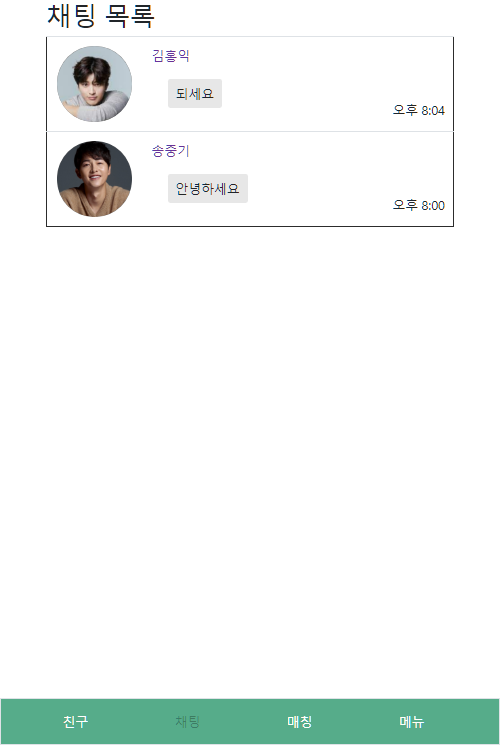 채팅 목록
김홍익
되세요
오후 8:04
송중기
안녕하세요
오후 8:00
친구 채팅 매칭 메뉴